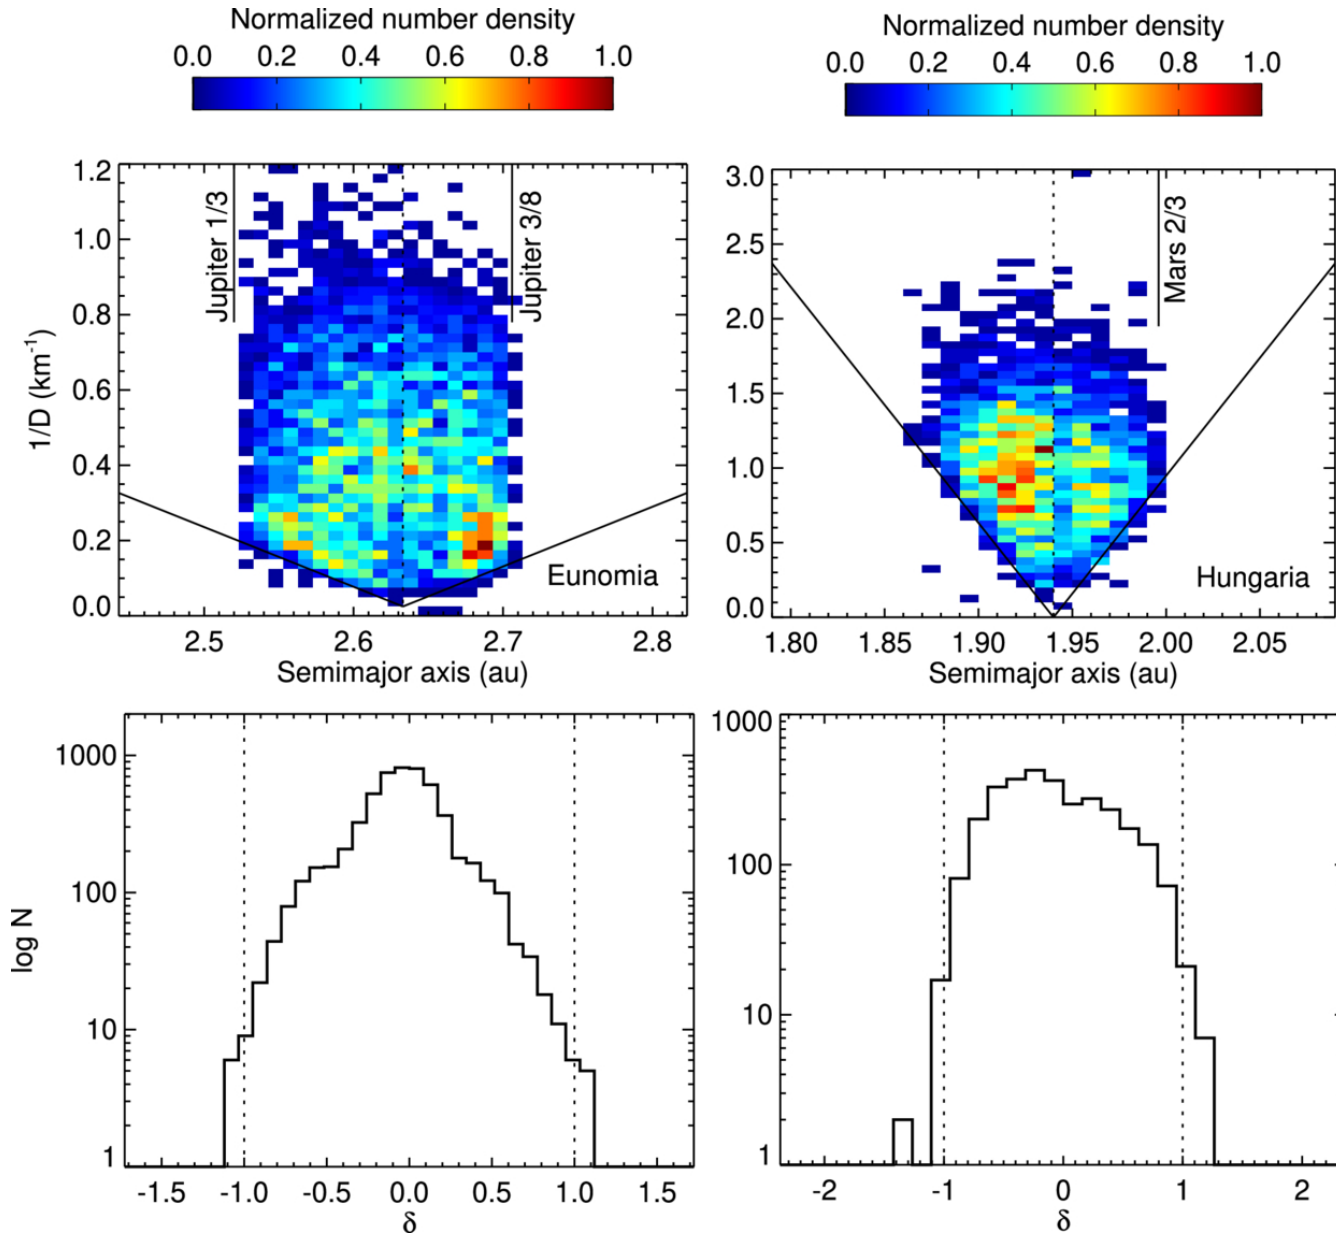 Normalized number density
0.0 0.2 0.4 0.6 0.8 1.0
Normalized number density
0.0 0.2 0.4 0.6 0.8 1.0
1/D (km-1)
1.2
1.0
0.8
0.6
0.4
0.2
0.0
Jupiter 1/3
Jupiter 3/8
Eunomia
2.5 2.6 2.7 2.8
Semimajor axis (au)
3.0
2.5
2.0
1.5
1.0
0.5
0.0
Mars 2/3
Hungaria
1.80 1.85 1.90 1.95 2.00 2.05
Semimajor axis (au)
log N
1000
100
10
1
-1.5 -1.0 -0.5 0.0 0.5 1.0 1.5
δ
1000
100
10
1
-2 -1 0 1 2
δ